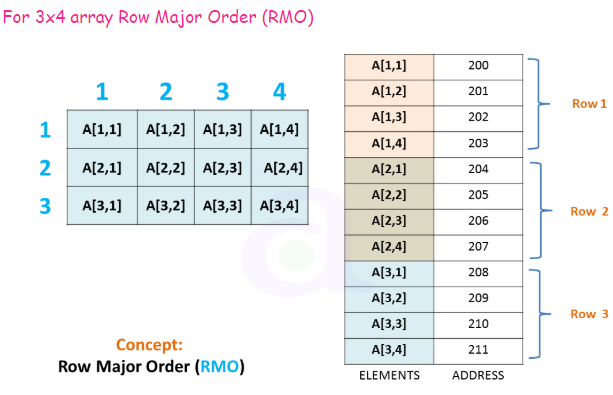 For 3x4 array Row Major Order (RMO)
1 2 3 4
1 A[1,1] A[1,2] A[1,3] A[1,4]
2 A[2,1] A[2,2] A[2,3] A[2,4]
3 A[3,1] A[3,2] A[3,3] A[3,4]
Concept:
Row Major Order (RMO)
A[1,1] 200
A[1,2] 201
A[1,3] 202
A[1,4] 203
Row 1
A[2,1] 204
A[2,2] 205
A[2,3] 206
A[2,4] 207
Row 2
A[3,1] 208
A[3,2] 209
A[3,3] 210
A[3,4] 211
Row 3
ELEMENTS ADDRESS